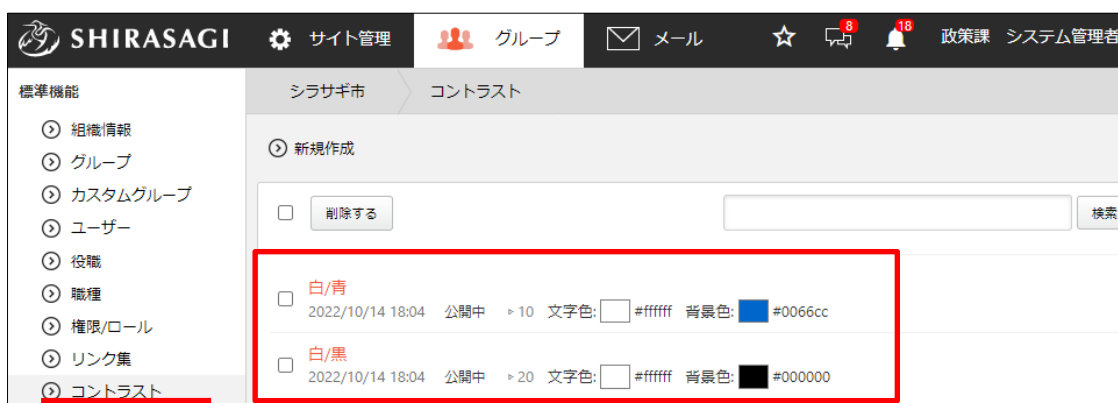 SHIRASAGI サイト管理 グループ メール 8 18 政策課 システム管理者
標準機能
組織情報
グループ
カスタムグループ
ユーザー
役職
職種
権限/ロール
リンク集
コントラスト
シラサギ市 コントラスト
新規作成
削除する 検索
白/青
2022/10/14 18:04 公開中 ▹10 文字色: #ffffff 背景色: #0066cc
白/黒
2022/10/14 18:04 公開中 ▹20 文字色: #ffffff 背景色: #000000